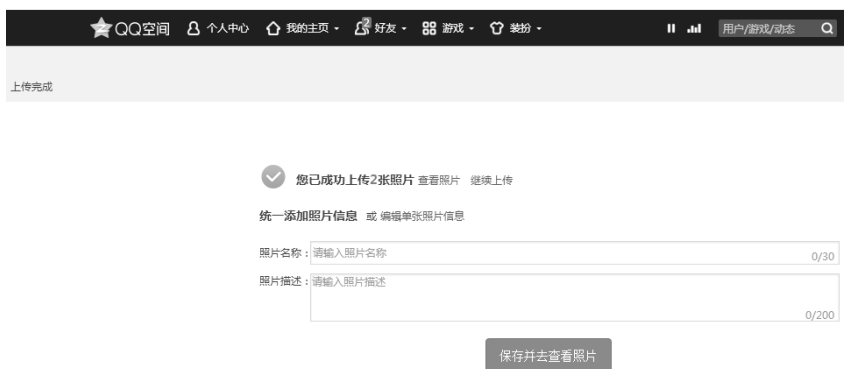 QQ空间 个人中心 我的主页 2 好友 游戏 装扮 用户/游戏/动态
上传完成
您已成功上传2张照片 查看照片 继续上传
统一添加照片信息 或 编辑单张照片信息
照片名称：请输入照片名称 0/30
照片描述：请输入照片描述
0/200
保存并去查看照片